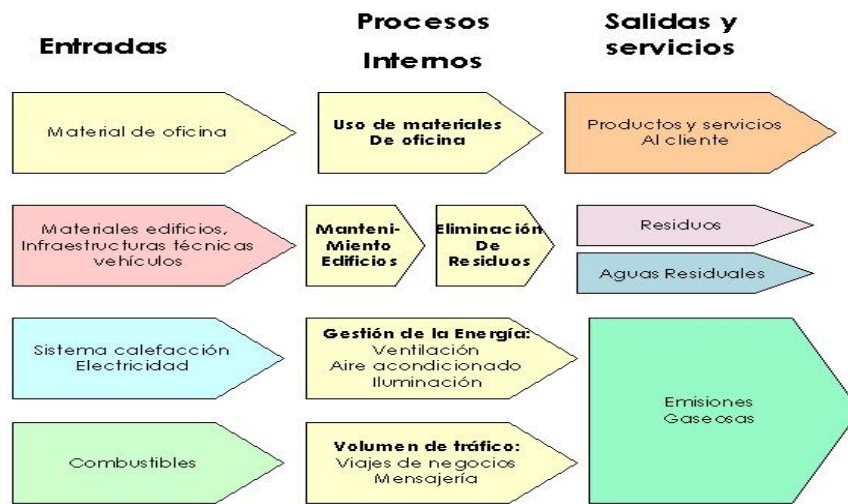 Entradas
Procesos
Internos
Salidas y
servicios
Material de oficina
Uso de materiales
De oficina
Productos y servicios
Al cliente
Materiales edificios,
Infraestructuras técnicas
vehículos
Manteni-
Miento
Edificios
Eliminación
De
Residuos
Residuos
Aguas Residuales
Sistema calefacción
Electricidad
Gestión de la Energía:
Ventilación
Aire acondicionado
Iluminación
Emisiones
Gaseosas
Combustibles
Volumen de tráfico:
Viajes de negocios
Mensajería